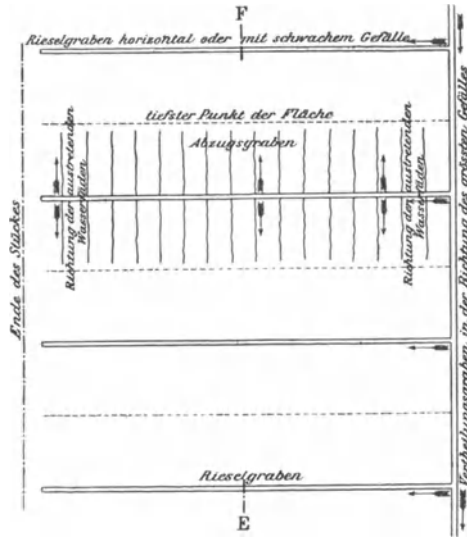 F
Rieselgraben horizontal oder mit schwachem Gefälle
tiefster Punkt der Fläche
Abzugsgraben
Richtung der austretenden
Wasserfäden
Richtung der austretenden
Wasserfäden
Ende des Stückes
Vertheilungsgraben, in der Richtung des grössten Gefälles
Rieselgraben
E